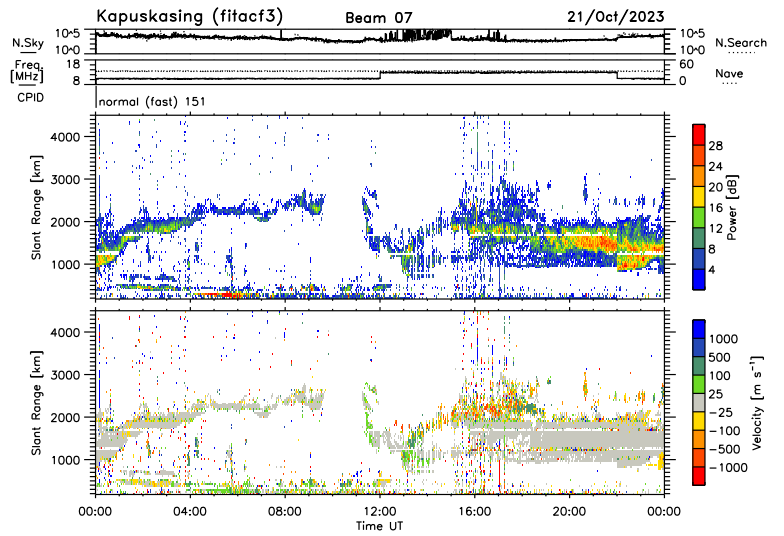 Kapuskasing (fitacf3) Beam 07 21/Oct/2023
N.Sky 10^5 10^0 10^5 10^0 N.Search
Freq. [MHz] 18 8 60 0 Nave
CPID normal (fast) 151
Slant Range [km] 4000 3000 2000 1000
Power [dB] 28 24 20 16 12 8 4
Slant Range [km] 4000 3000 2000 1000
Velocity [m s⁻¹] 1000 500 100 25 −25 −100 −500 −1000
00:00 04:00 08:00 12:00 16:00 20:00 00:00
Time UT